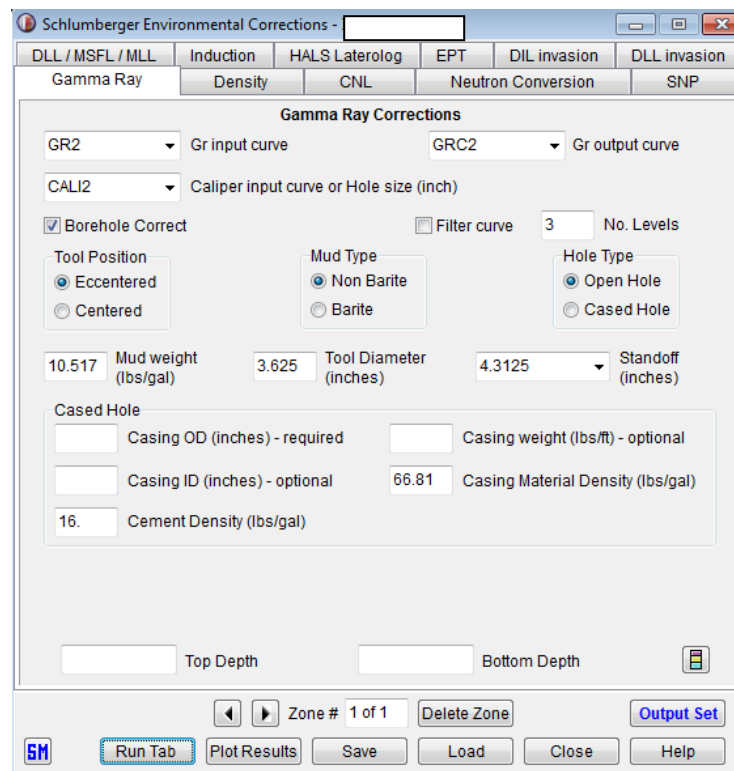 Schlumberger Environmental Corrections -
DLL / MSFL / MLL Induction HALS Laterolog EPT DIL invasion DLL invasion
Gamma Ray Density CNL Neutron Conversion SNP
Gamma Ray Corrections
GR2 Gr input curve GRC2 Gr output curve
CALI2 Caliper input curve or Hole size (inch)
Borehole Correct Filter curve 3 No. Levels
Tool Position Mud Type Hole Type
Eccentered Non Barite Open Hole
Centered Barite Cased Hole
10.517 Mud weight (lbs/gal) 3.625 Tool Diameter (inches) 4.3125 Standoff (inches)
Cased Hole
Casing OD (inches) - required Casing weight (lbs/ft) - optional
Casing ID (inches) - optional 66.81 Casing Material Density (lbs/gal)
16. Cement Density (lbs/gal)
Top Depth Bottom Depth
Zone # 1 of 1 Delete Zone Output Set
SM Run Tab Plot Results Save Load Close Help